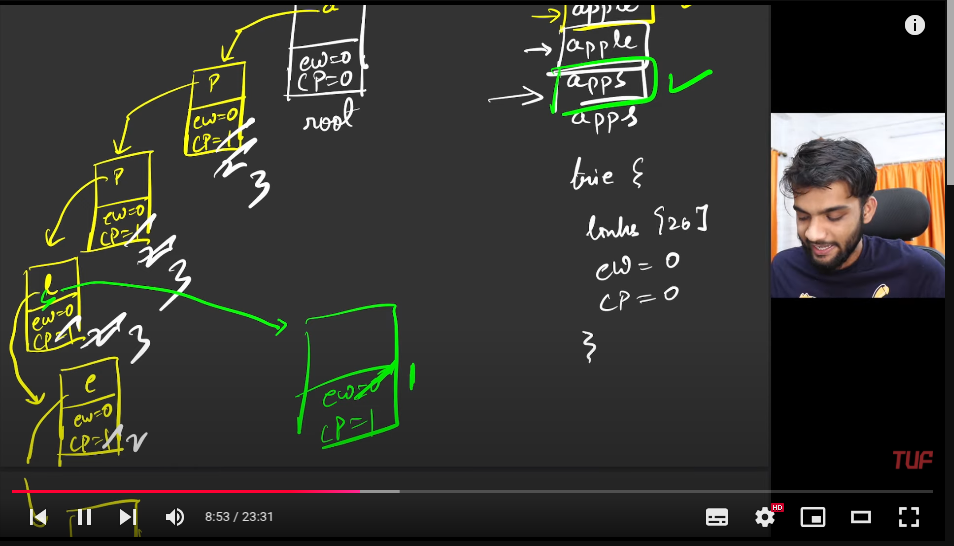 a
ew=0
CP=0
root
P
ew=0
CP=1
2
3
P
ew=0
CP=1
2
3
l
s
ew=0
CP=1
2
3
e
ew=0
CP=1
2
ew=0
1
CP=1
apple
apple
apps
apps
trie {
links [26]
ew = 0
CP = 0
}
TUF
8:53 / 23:31
HD